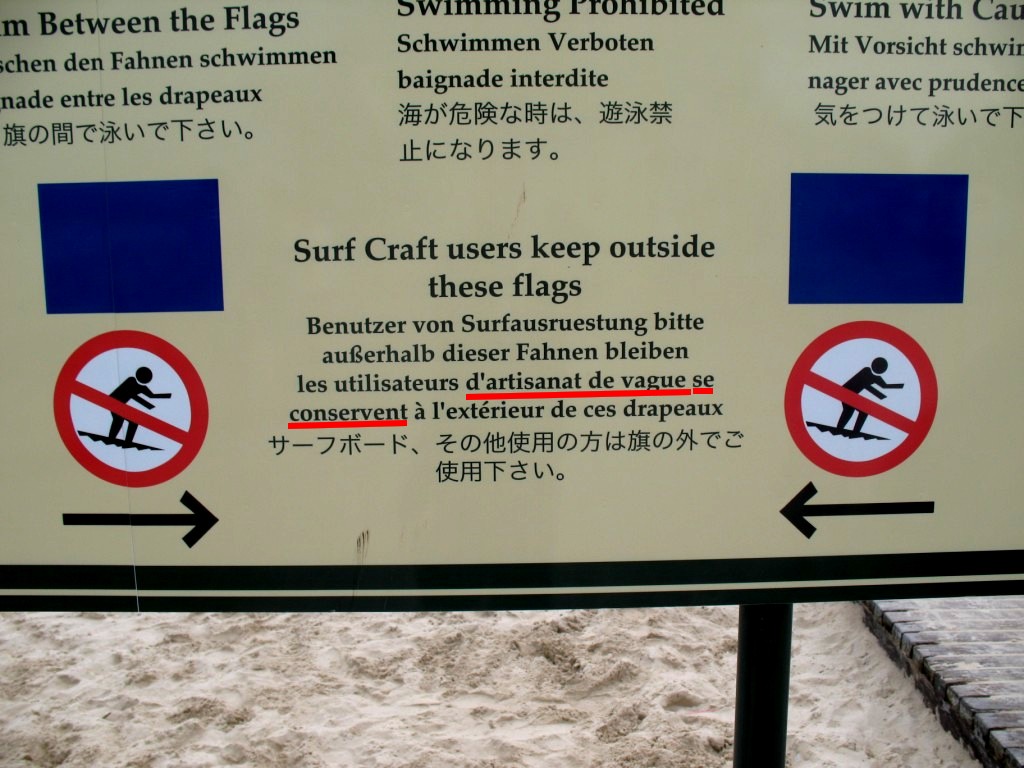 m Between the Flags
schen den Fahnen schwimmen
gnade entre les drapeaux
旗の間で泳いで下さい。
Swimming Prohibited
Schwimmen Verboten
baignade interdite
海が危険な時は、遊泳禁
止になります。
Swim with Cau
Mit Vorsicht schwim
nager avec prudence
気をつけて泳いで下
Surf Craft users keep outside
these flags
Benutzer von Surfausruestung bitte
außerhalb dieser Fahnen bleiben
les utilisateurs d'artisanat de vague se
conservent à l'extérieur de ces drapeaux
サーフボード、その他使用の方は旗の外でご
使用下さい。